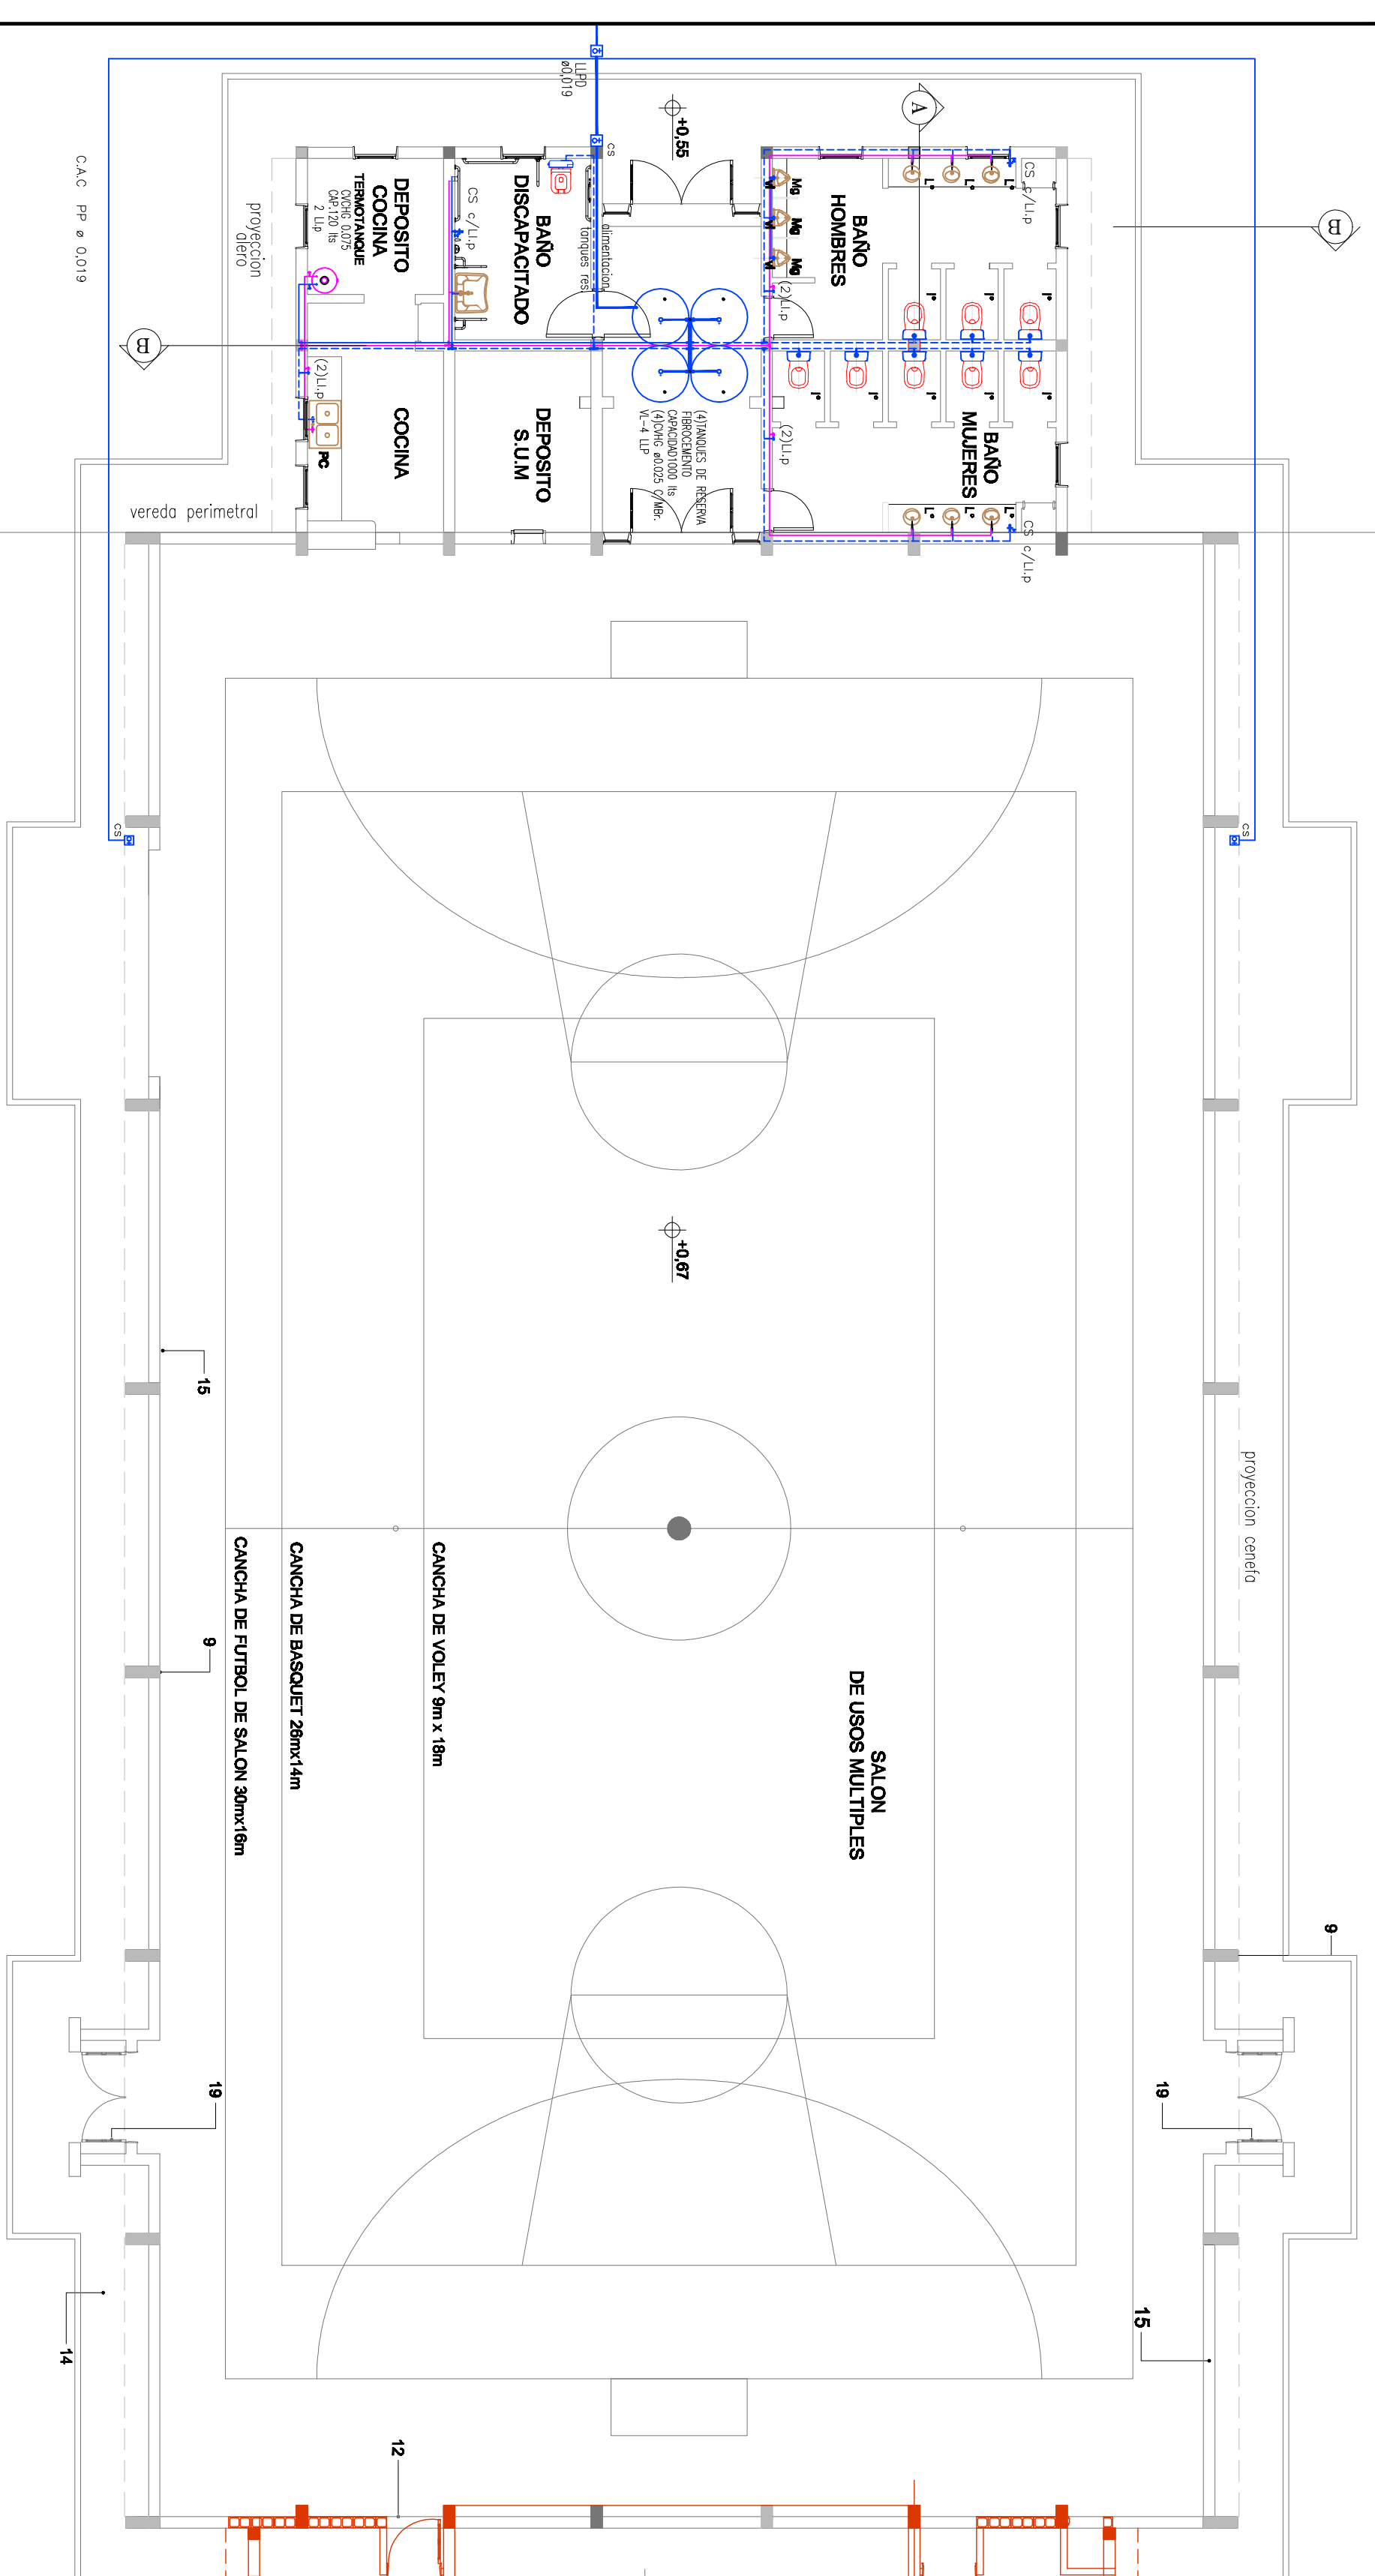 LLPD
ø0,019
CS
+0,55
A
B
C.A.C PP ø 0,019
proyeccion
alero
DEPOSITO
COCINA
TERMOTANQUE
CVCHG 0.075
CAP.120 lts
2 Ll.p
BAÑO
DISCAPACITADO
CS c/Ll.p
alimentacion
tanques res
Mg
Mg
Mg
BAÑO
HOMBRES
(2)Ll.p
CS c/Ll.p
L°
L°
L°
I°
I°
I°
B
(2)Ll.p
PC
COCINA
DEPOSITO
S.U.M
(4)TANQUES DE RESERVA
FIBROCEMENTO
CAPACIDAD1000 lts
(4)CVHG ø0.025 C/MBr.
VL-4 LLP
(2)Ll.p
I°
I°
I°
I°
I°
BAÑO
MUJERES
L°
L°
L°
CS c/Ll.p
vereda perimetral
CS
CS
+0,67
15
proyeccion cenefa
CANCHA DE VOLEY 9m x 18m
CANCHA DE BASQUET 26mx14m
CANCHA DE FUTBOL DE SALON 30mx16m
9
SALON
DE USOS MULTIPLES
9
19
19
14
15
12